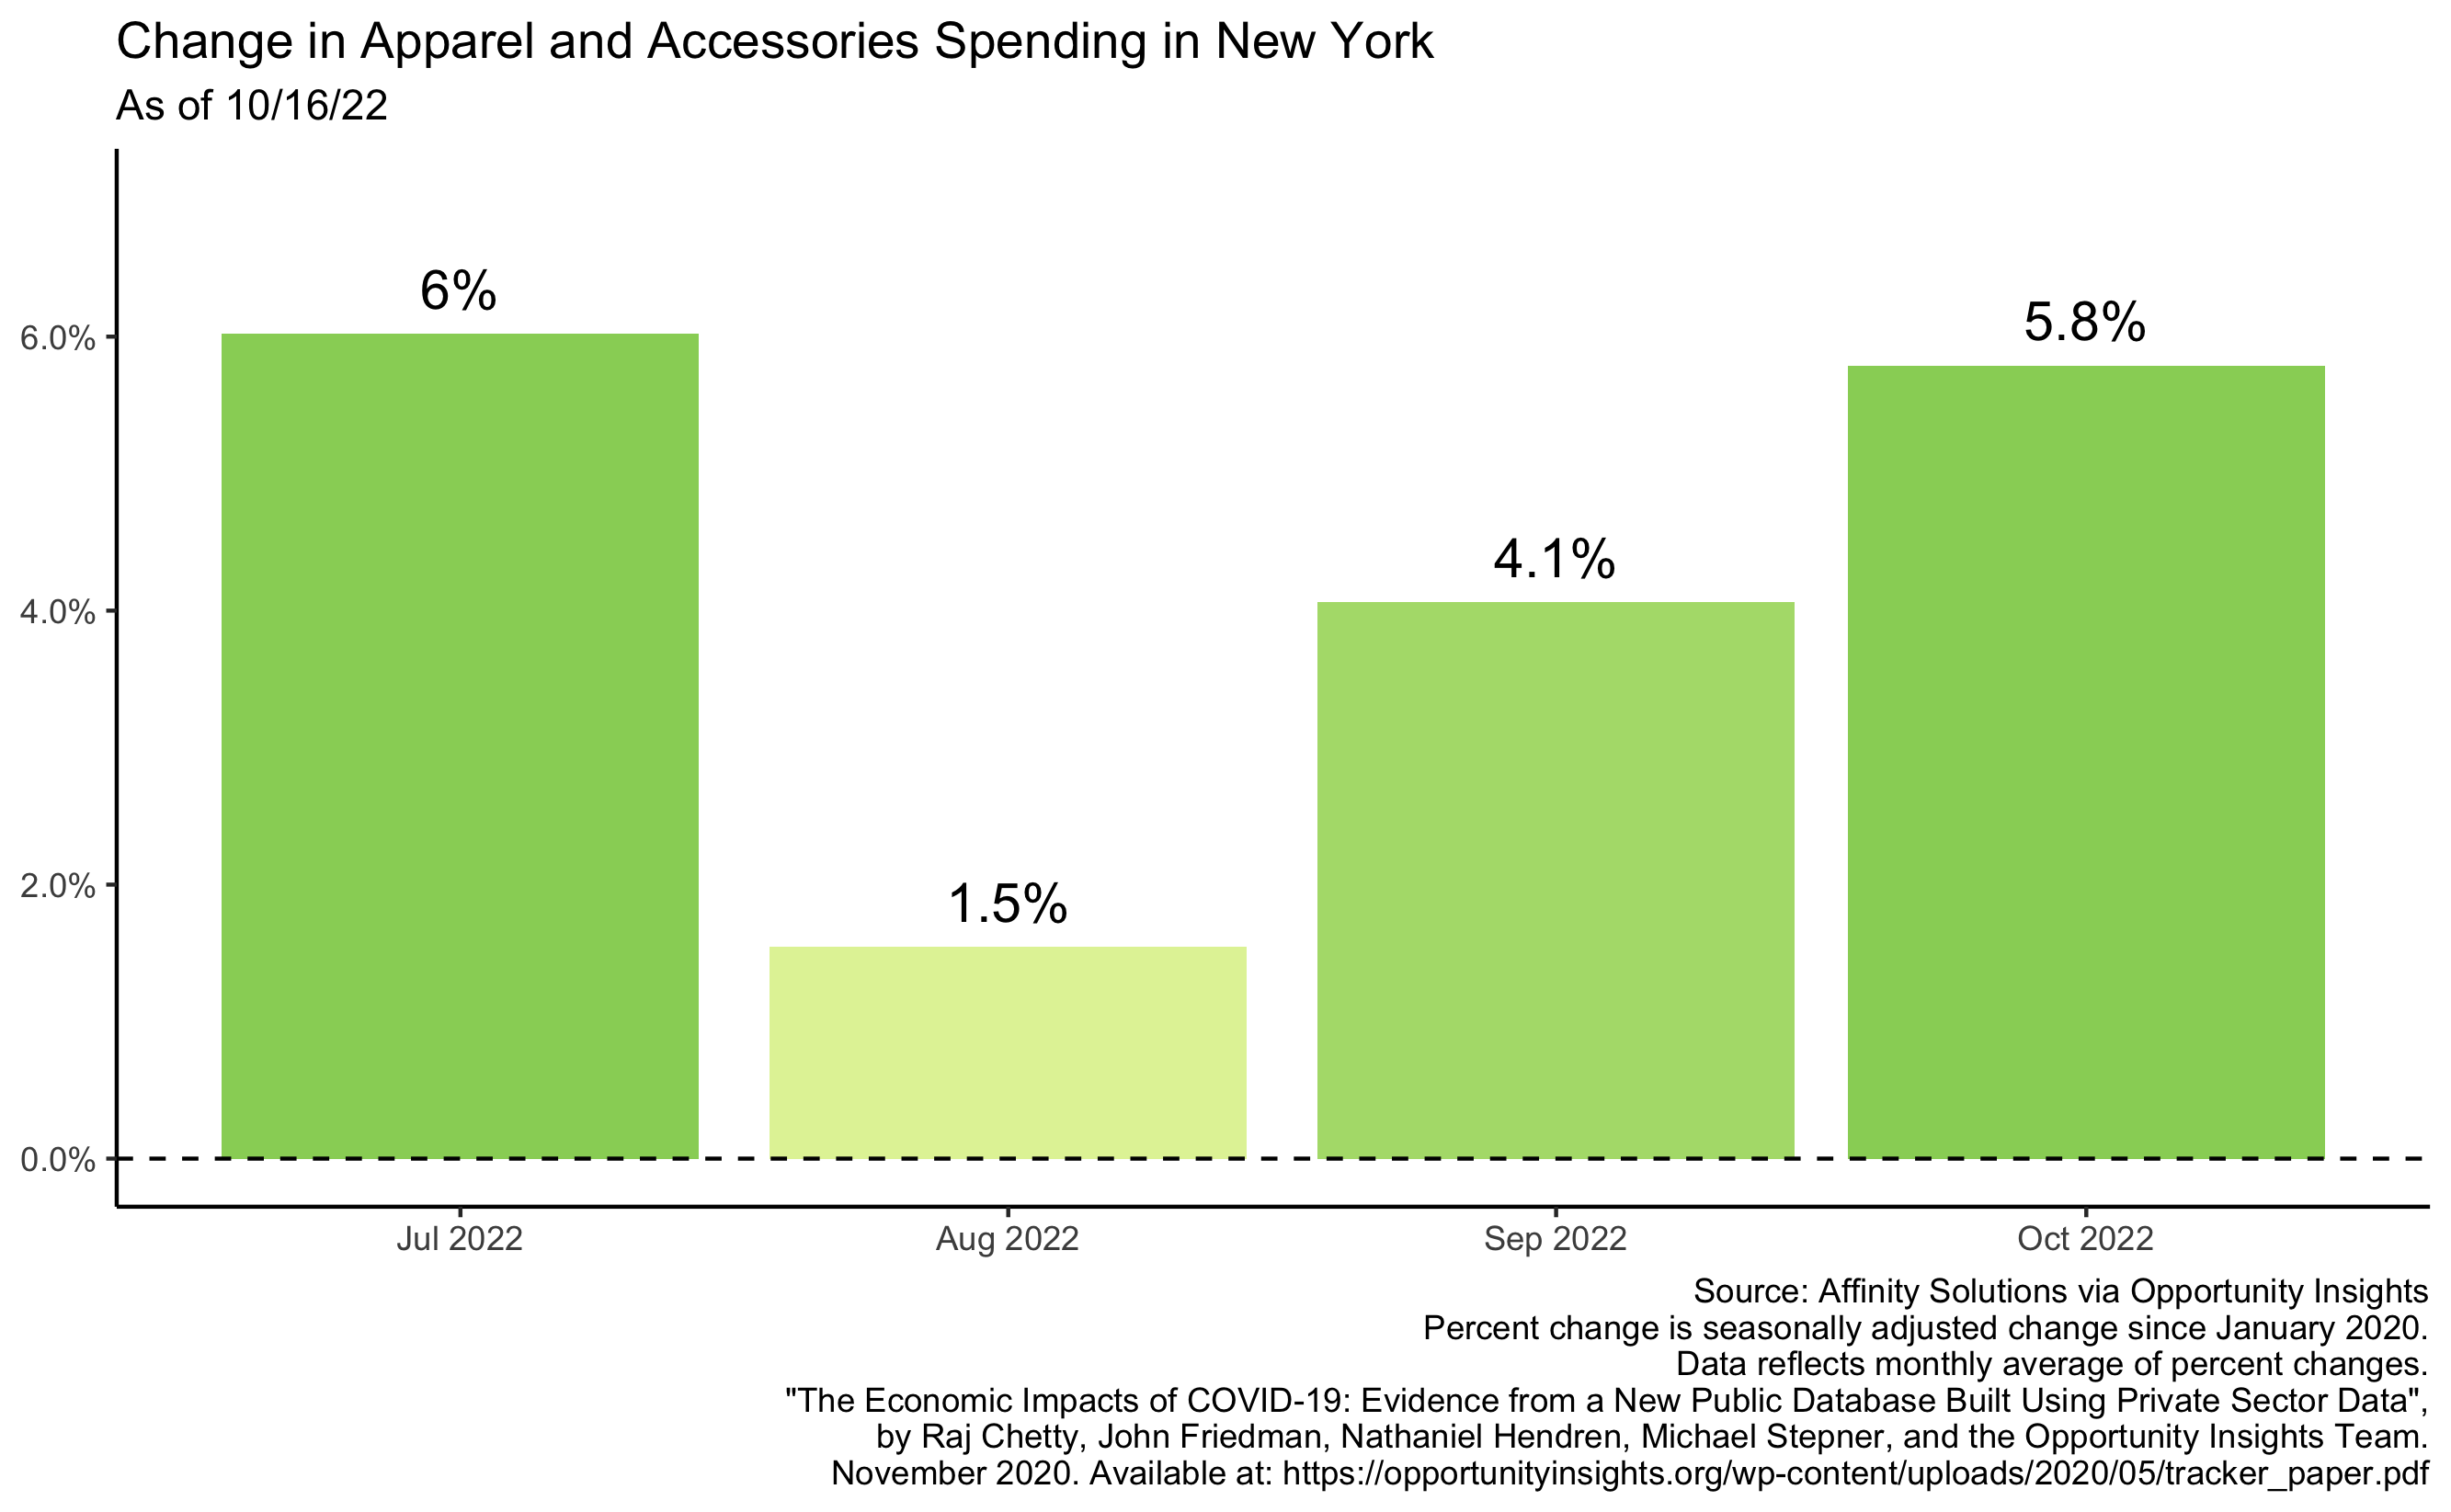 Change in Apparel and Accessories Spending in New York
As of 10/16/22
6%
5.8%
6.0%
4.1%
4.0%
1.5%
2.0%
0.0%
Jul 2022 Aug 2022 Sep 2022 Oct 2022
Source: Affinity Solutions via Opportunity Insights
Percent change is seasonally adjusted change since January 2020.
Data reflects monthly average of percent changes.
"The Economic Impacts of COVID-19: Evidence from a New Public Database Built Using Private Sector Data",
by Raj Chetty, John Friedman, Nathaniel Hendren, Michael Stepner, and the Opportunity Insights Team.
November 2020. Available at: https://opportunityinsights.org/wp-content/uploads/2020/05/tracker_paper.pdf